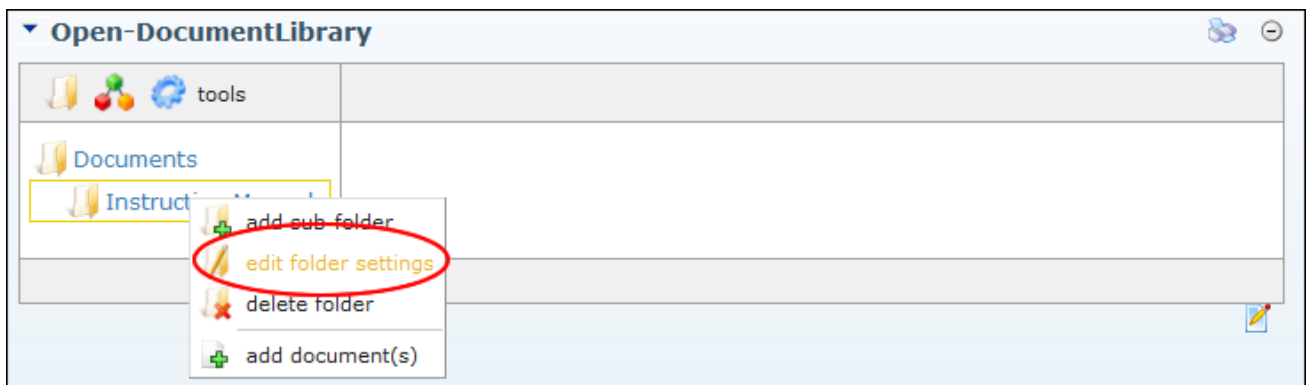 Open-DocumentLibrary
tools
Documents
add sub folder
edit folder settings
delete folder
add document(s)